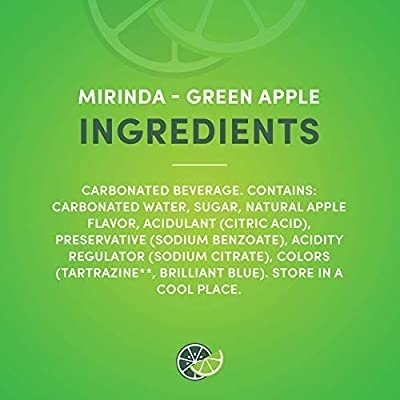 MIRINDA - GREEN APPLE
INGREDIENTS
CARBONATED BEVERAGE. CONTAINS:
CARBONATED WATER, SUGAR, NATURAL APPLE
FLAVOR, ACIDULANT (CITRIC ACID),
PRESERVATIVE (SODIUM BENZOATE), ACIDITY
REGULATOR (SODIUM CITRATE), COLORS
(TARTRAZINE**, BRILLIANT BLUE). STORE IN A
COOL PLACE.